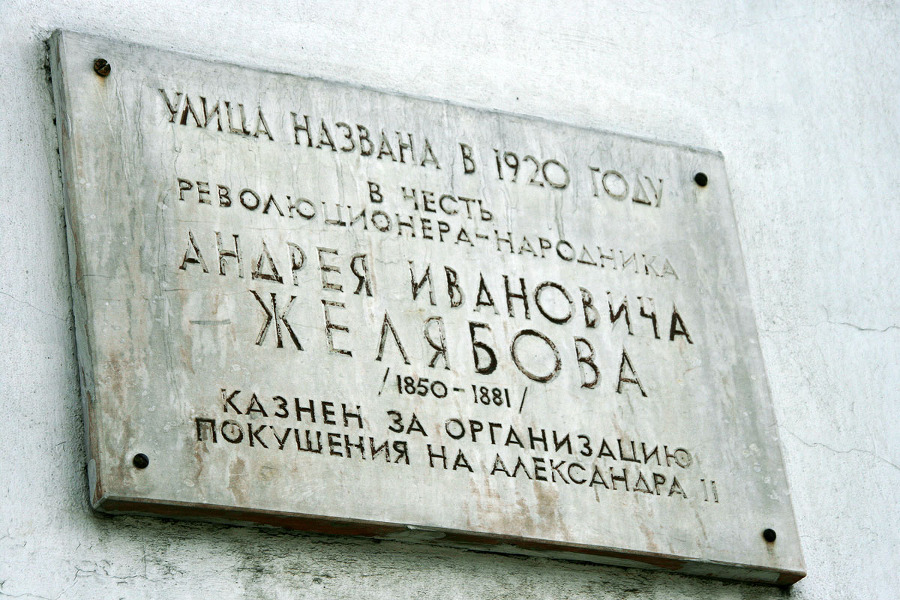 УЛИЦА НАЗВАНА В 1920 ГОДУ
В ЧЕСТЬ
РЕВОЛЮЦИОНЕРА-НАРОДНИКА
АНДРЕЯ ИВАНОВИЧА
ЖЕЛЯБОВА
/1850-1881/
КАЗНЕН ЗА ОРГАНИЗАЦИЮ
ПОКУШЕНИЯ НА АЛЕКСАНДРА II